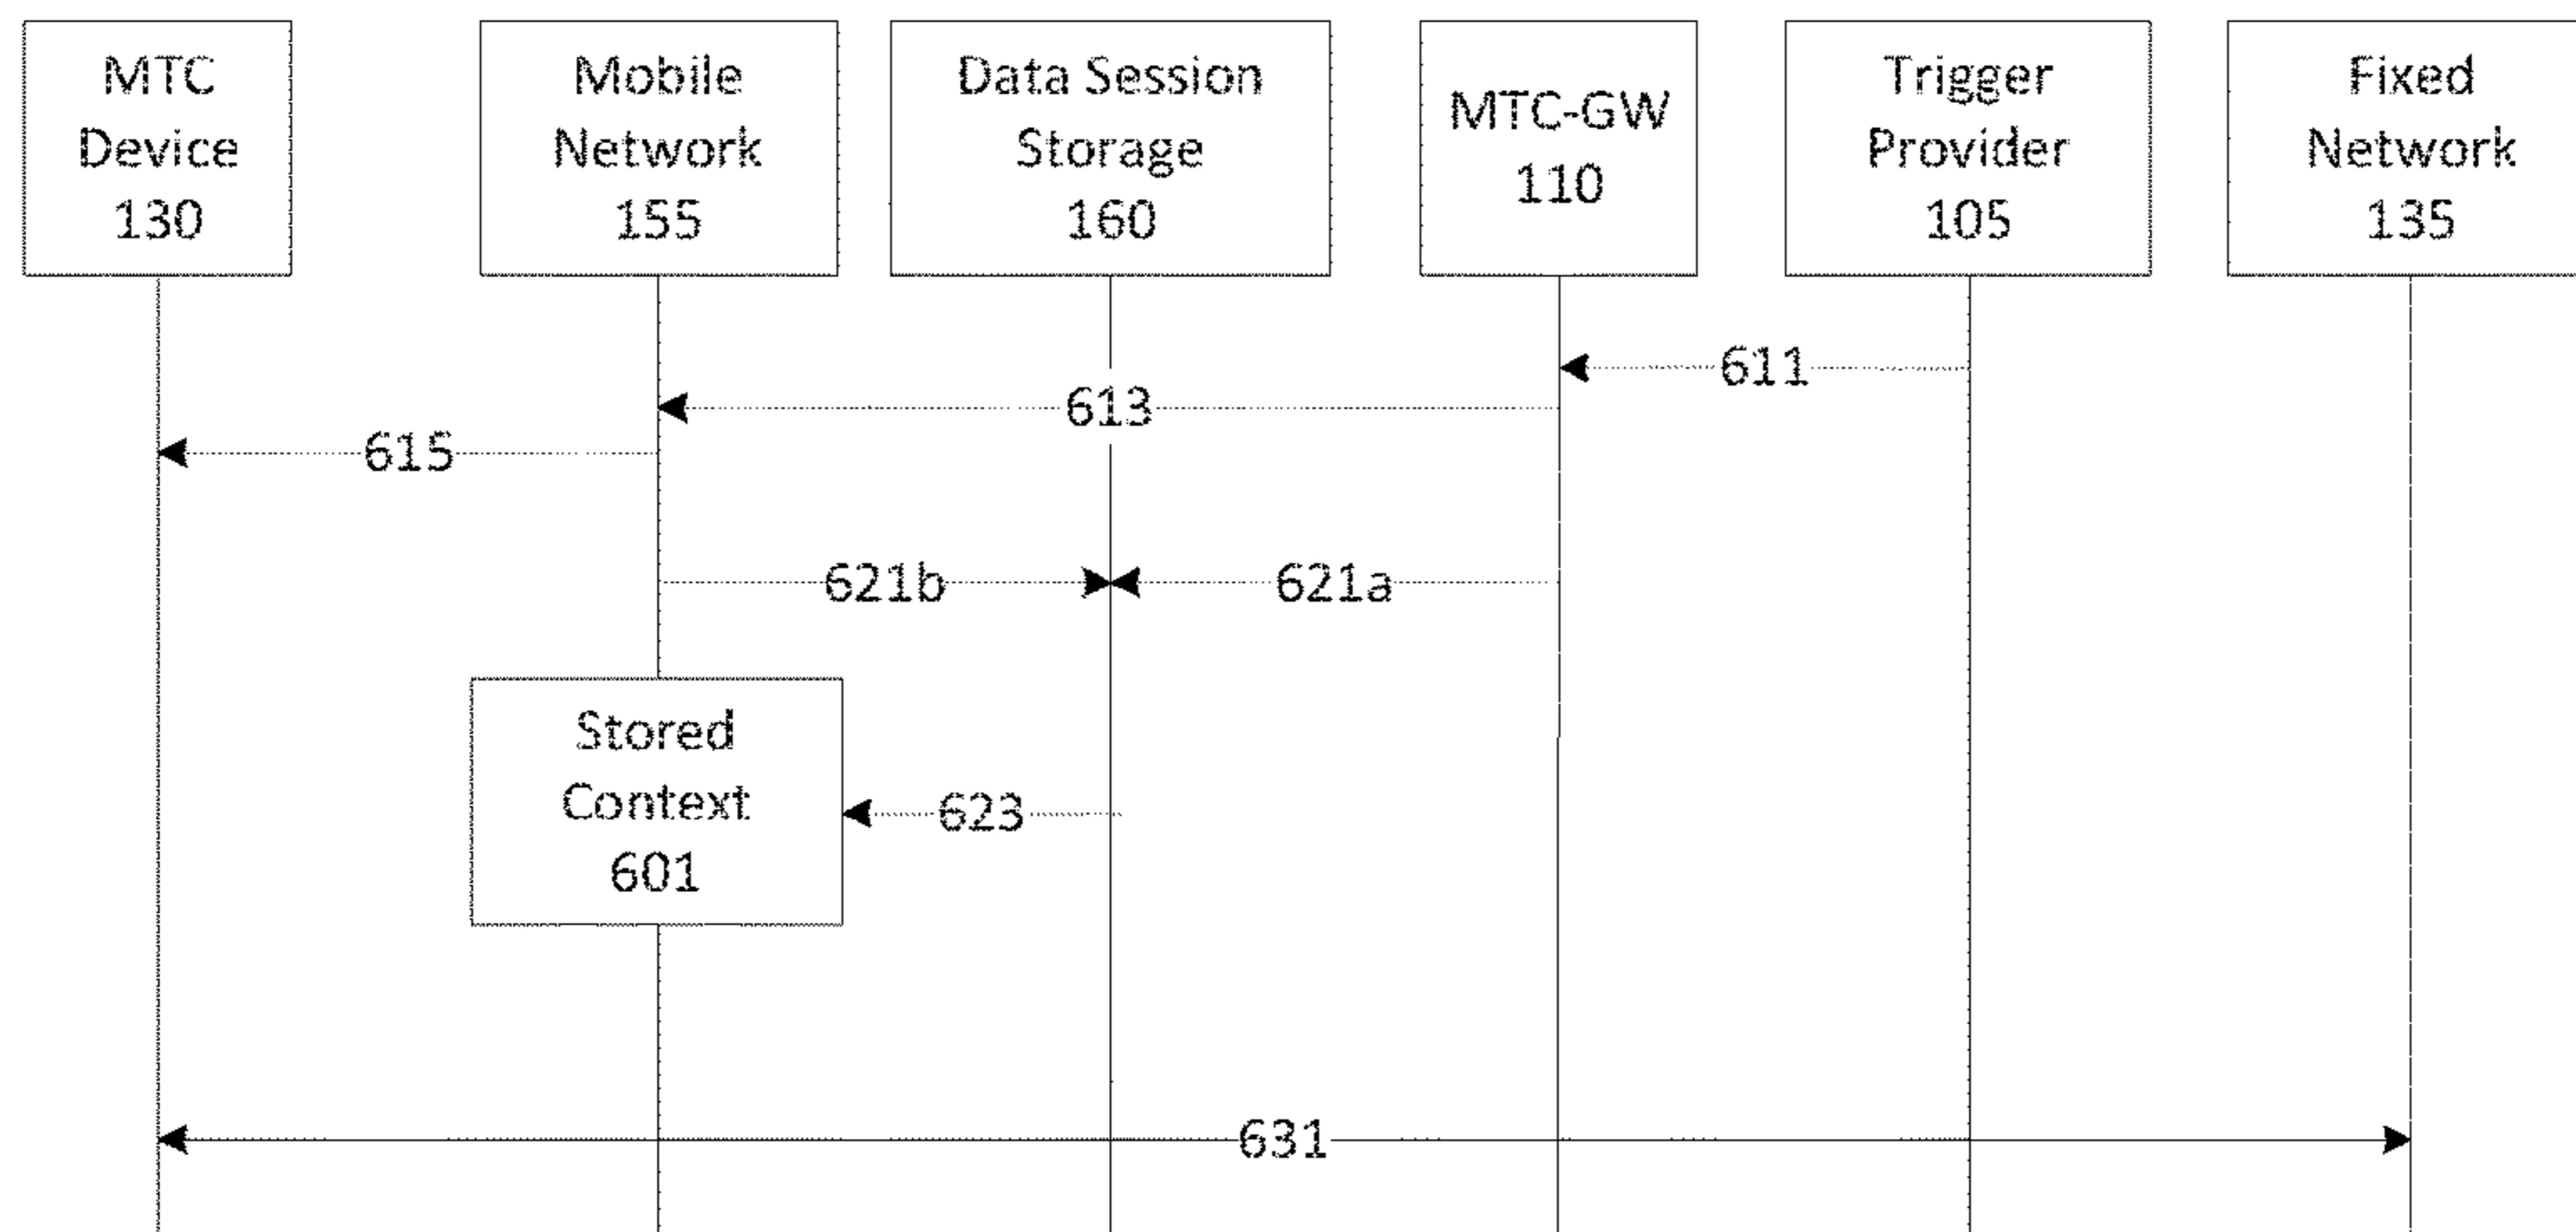 MTC
Device
130
Mobile
Network
155
Data Session
Storage
160
MTC-GW
110
Trigger
Provider
105
Fixed
Network
135
611
613
615
621b
621a
Stored
Context
601
623
631